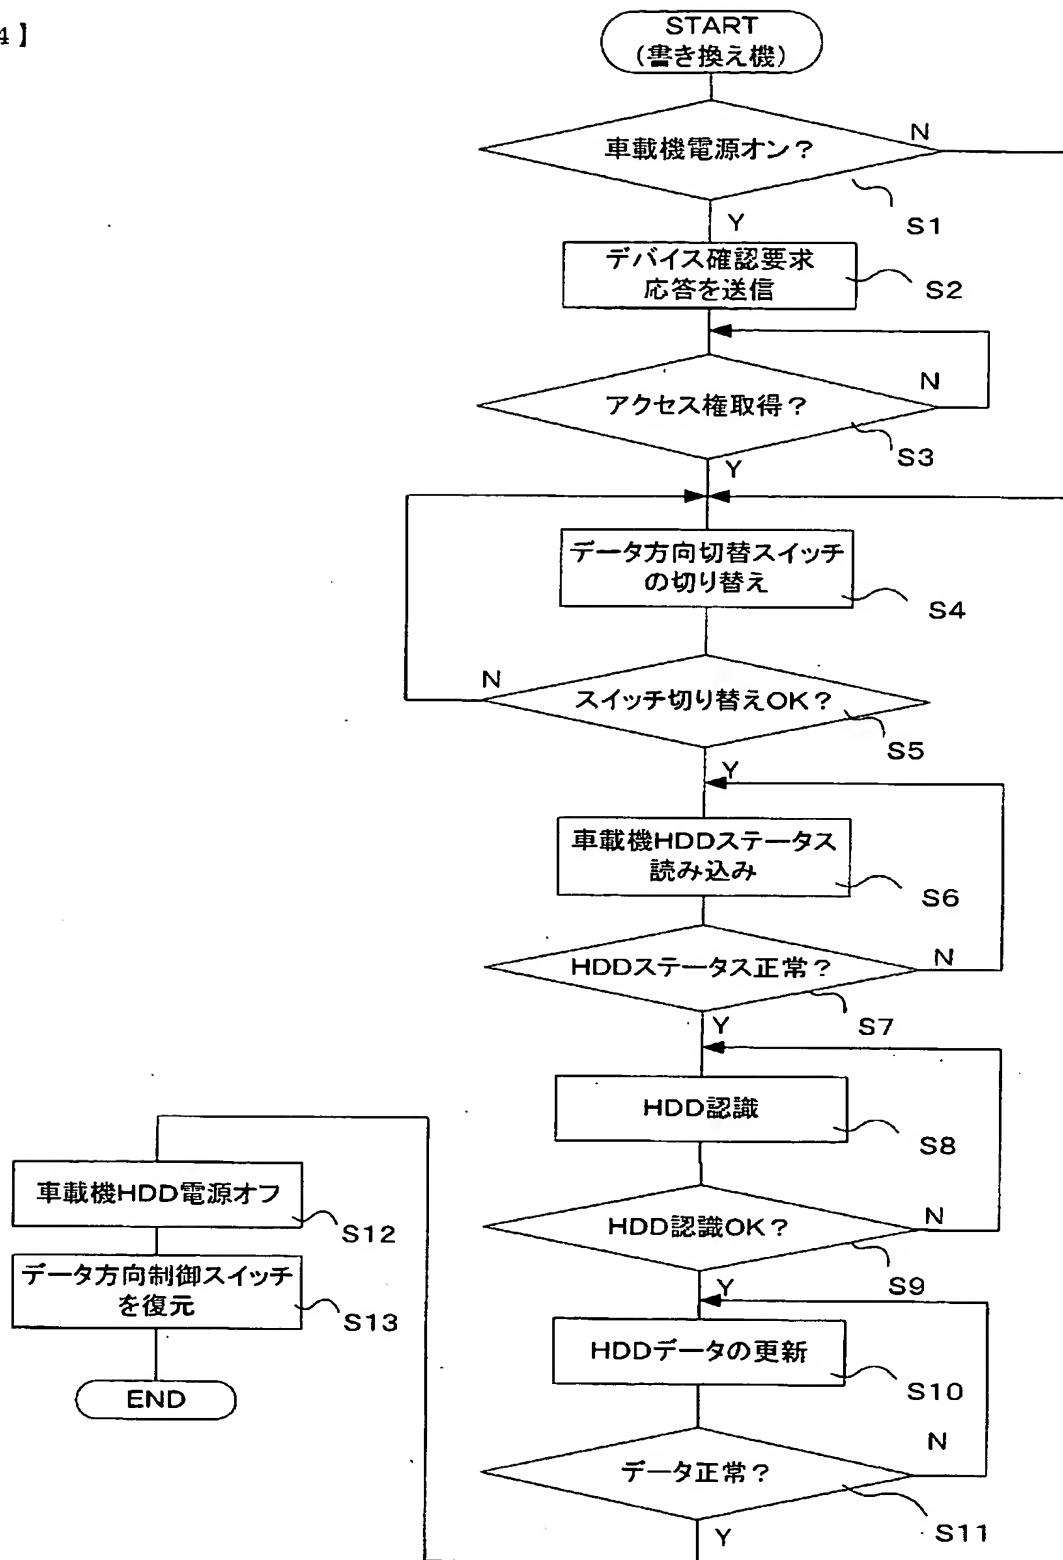 4】
START
(書き換え機)
車載機電源オン?
N
S1
Y
デバイス確認要求
応答を送信
S2
アクセス権取得?
N
S3
Y
データ方向切替スイッチ
の切り替え
S4
スイッチ切り替えOK?
N
S5
Y
車載機HDDステータス
読み込み
S6
HDDステータス正常?
N
S7
Y
HDD認識
S8
HDD認識OK?
N
S9
Y
HDDデータの更新
S10
データ正常?
N
S11
Y
車載機HDD電源オフ
S12
データ方向制御スイッチ
を復元
S13
END